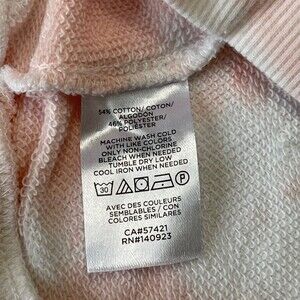 54% COTTON/ COTON/
ALGODÓN
46% POLYESTER/
POLIESTER
MACHINE WASH COLD
WITH LIKE COLORS
ONLY NON-CHLORINE
BLEACH WHEN NEEDED
TUMBLE DRY LOW
COOL IRON WHEN NEEDED
30 P
AVEC DES COULEURS
SEMBLABLES / CON
COLORES SIMILARES
CA#57421
RN#140923